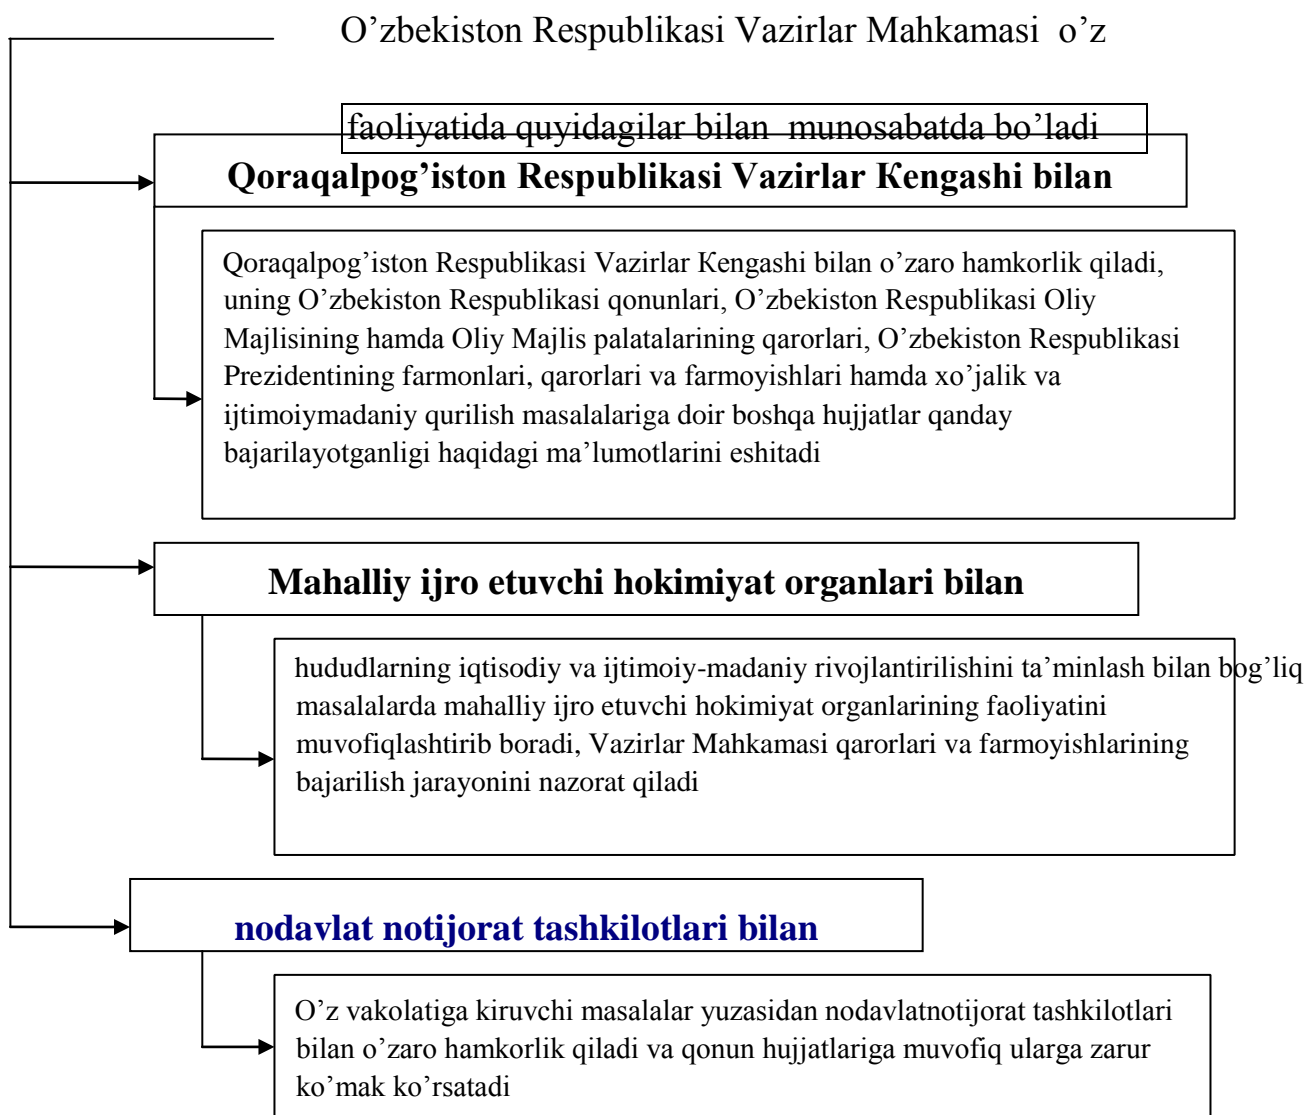 O’zbekiston Respublikasi Vazirlar Mahkamasi o’z
faoliyatida quyidagilar bilan munosabatda bo’ladi
Qoraqalpog’iston Respublikasi Vazirlar Kengashi bilan
Qoraqalpog’iston Respublikasi Vazirlar Kengashi bilan o’zaro hamkorlik qiladi,
uning O’zbekiston Respublikasi qonunlari, O’zbekiston Respublikasi Oliy
Majlisining hamda Oliy Majlis palatalarining qarorlari, O’zbekiston Respublikasi
Prezidentining farmonlari, qarorlari va farmoyishlari hamda xo’jalik va
ijtimoiymadaniy qurilish masalalariga doir boshqa hujjatlar qanday
bajarilayotganligi haqidagi ma’lumotlarini eshitadi
Mahalliy ijro etuvchi hokimiyat organlari bilan
hududlarning iqtisodiy va ijtimoiy-madaniy rivojlantirilishini ta’minlash bilan bog’liq
masalalarda mahalliy ijro etuvchi hokimiyat organlarining faoliyatini
muvofiqlashtirib boradi, Vazirlar Mahkamasi qarorlari va farmoyishlarining
bajarilish jarayonini nazorat qiladi
nodavlat notijorat tashkilotlari bilan
O’z vakolatiga kiruvchi masalalar yuzasidan nodavlatnotijorat tashkilotlari
bilan o’zaro hamkorlik qiladi va qonun hujjatlariga muvofiq ularga zarur
ko’mak ko’rsatadi